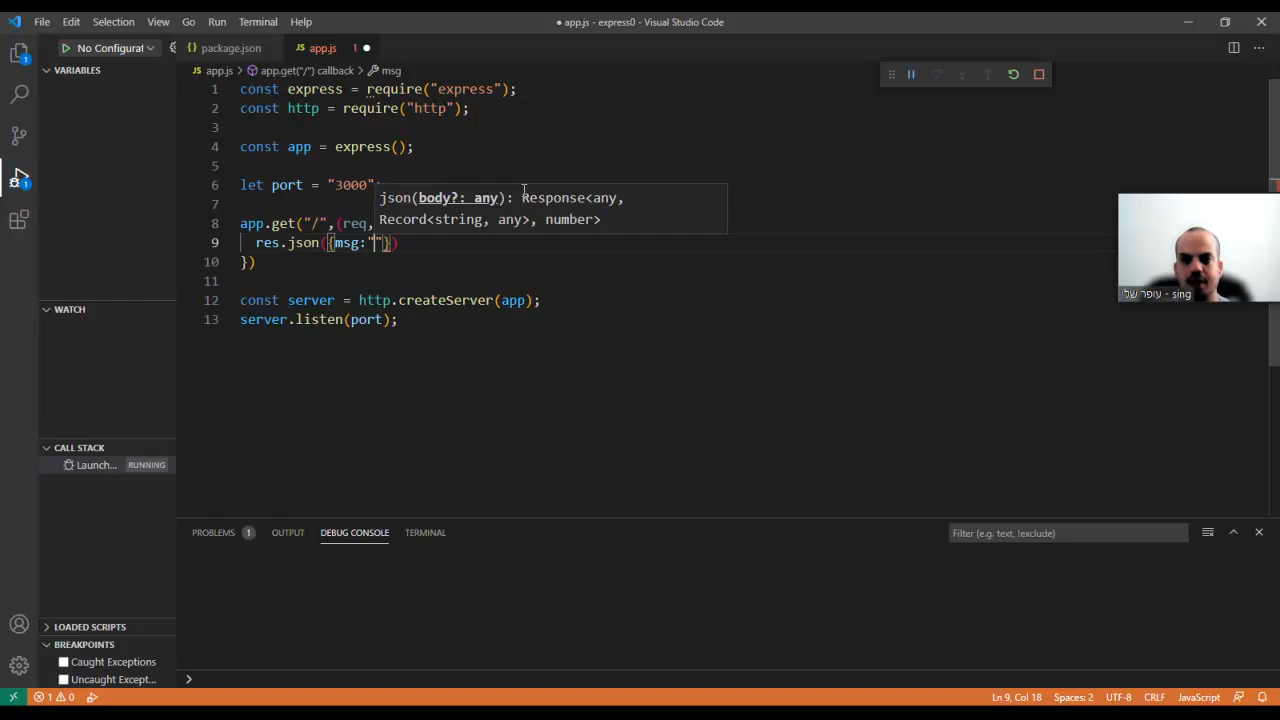 File Edit Selection View Go Run Terminal Help
● app.js - express0 - Visual Studio Code
No Configurat
package.json
JS app.js 1 ●
VARIABLES
JS app.js > app.get("/") callback > msg
1 const express = require("express");
2 const http = require("http");
3
4 const app = express();
5
6 let port = "3000";
7
json(body?: any): Response<any,
Record<string, any>, number>
8 app.get("/",(req,
9 res.json({msg:""})
10 })
11
12 const server = http.createServer(app);
13 server.listen(port);
עופר שלי - sing
WATCH
CALL STACK
Launch... RUNNING
LOADED SCRIPTS
BREAKPOINTS
Caught Exceptions
Uncaught Except...
PROBLEMS 1 OUTPUT DEBUG CONSOLE TERMINAL
Filter (e.g. text, !exclude)
1 0
Ln 9, Col 18 Spaces: 2 UTF-8 CRLF JavaScript